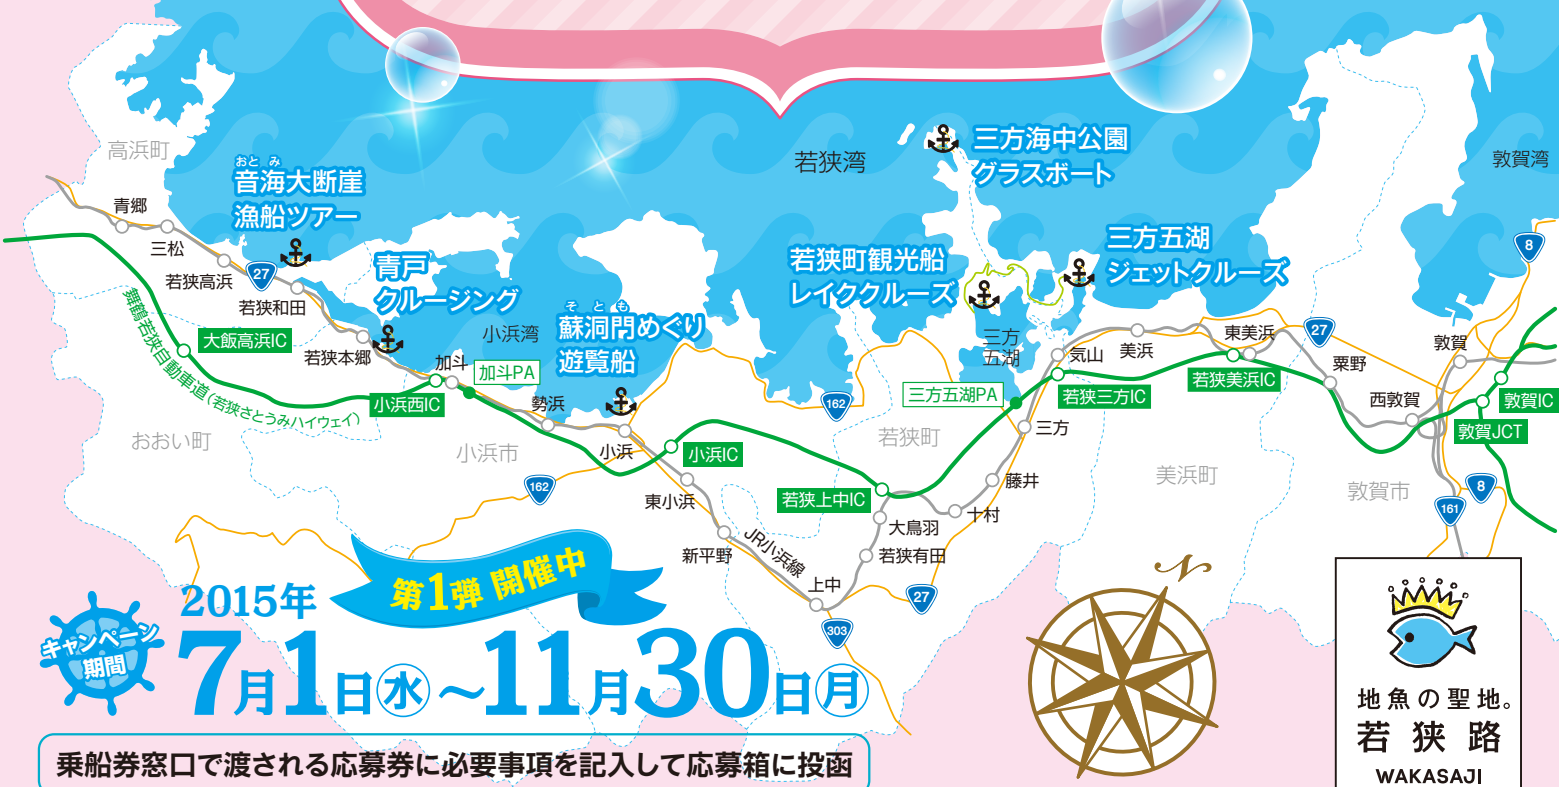 若狭湾
敦賀湾
高浜町
おとみ
音海大断崖
漁船ツアー
三方海中公園
グラスボート
青郷
三松
若狭高浜
27
若狭和田
若狭本郷
青戸
クルージング
小浜湾
そとも
蘇洞門めぐり
遊覧船
若狭町観光船
レイククルーズ
三方五湖
ジェットクルーズ
三方
五湖
8
舞鶴若狭自動車道(若狭さとうみハイウェイ)
大飯高浜IC
加斗
加斗PA
小浜西IC
勢浜
小浜
小浜IC
162
三方五湖PA
気山
美浜
東美浜
27
粟野
敦賀
若狭三方IC
若狭美浜IC
西敦賀
敦賀IC
敦賀JCT
おおい町
小浜市
若狭町
三方
美浜町
敦賀市
162
東小浜
若狭上中IC
藤井
十村
大鳥羽
8
161
新平野
JR小浜線
若狭有田
上中
27
303
N
第1弾 開催中
キャンペーン
期間
2015年
7月1日水~11月30日月
乗船券窓口で渡される応募券に必要事項を記入して応募箱に投函
地魚の聖地。
若狭路
WAKASAJI